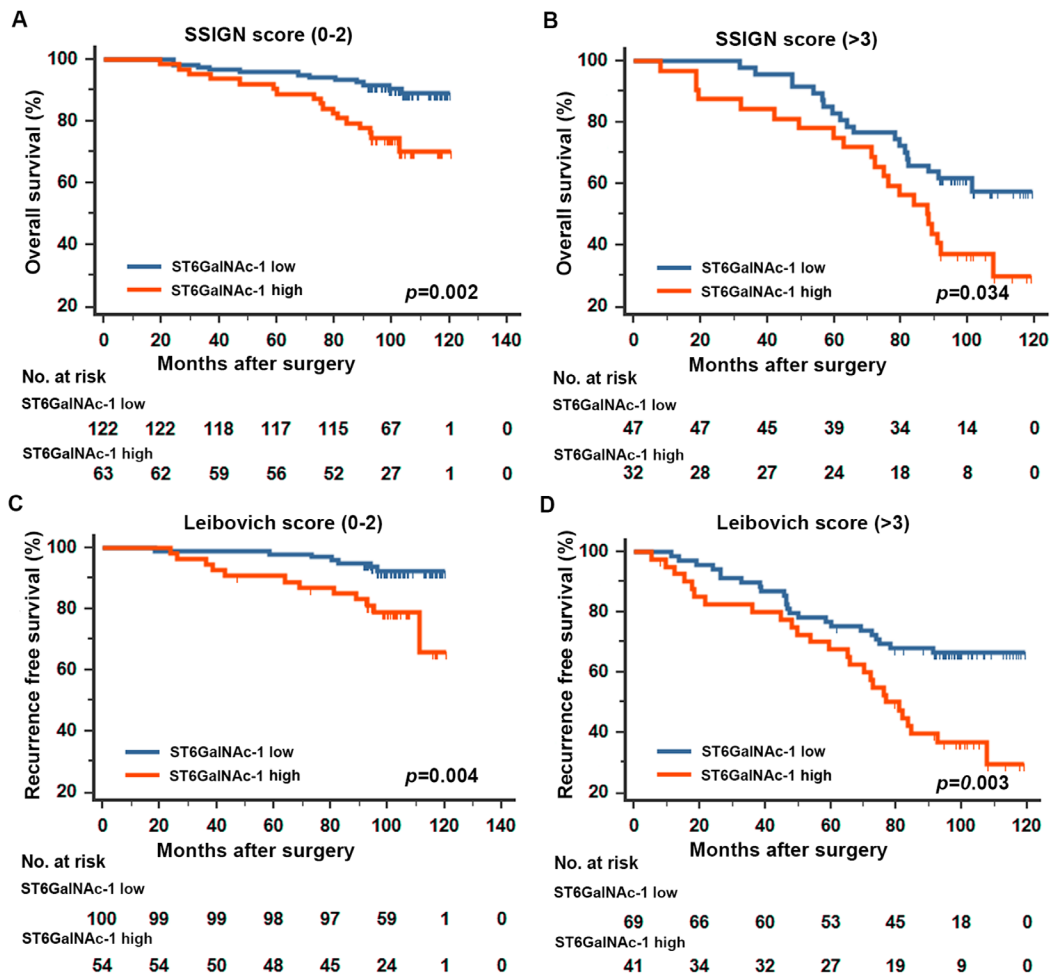 A
SSIGN score (0-2)
Overall survival (%)
100
80
60
40
20
ST6GalNAc-1 low
ST6GalNAc-1 high
p=0.002
0 20 40 60 80 100 120 140
Months after surgery
No. at risk
ST6GalNAc-1 low
122 122 118 117 115 67 1 0
ST6GalNAc-1 high
63 62 59 56 52 27 1 0
B
SSIGN score (>3)
Overall survival (%)
100
80
60
40
20
ST6GalNAc-1 low
ST6GalNAc-1 high
p=0.034
0 20 40 60 80 100 120
Months after surgery
No. at risk
ST6GalNAc-1 low
47 47 45 39 34 14 0
ST6GalNAc-1 high
32 28 27 24 18 8 0
C
Leibovich score (0-2)
Recurrence free survival (%)
100
80
60
40
20
ST6GalNAc-1 low
ST6GalNAc-1 high
p=0.004
0 20 40 60 80 100 120 140
Months after surgery
No. at risk
ST6GalNAc-1 low
100 99 99 98 97 59 1 0
ST6GalNAc-1 high
54 54 50 48 45 24 1 0
D
Leibovich score (>3)
Recurrence free survival (%)
100
80
60
40
20
ST6GalNAc-1 low
ST6GalNAc-1 high
p=0.003
0 20 40 60 80 100 120
Months after surgery
No. at risk
ST6GalNAc-1 low
69 66 60 53 45 18 0
ST6GalNAc-1 high
41 34 32 27 19 9 0